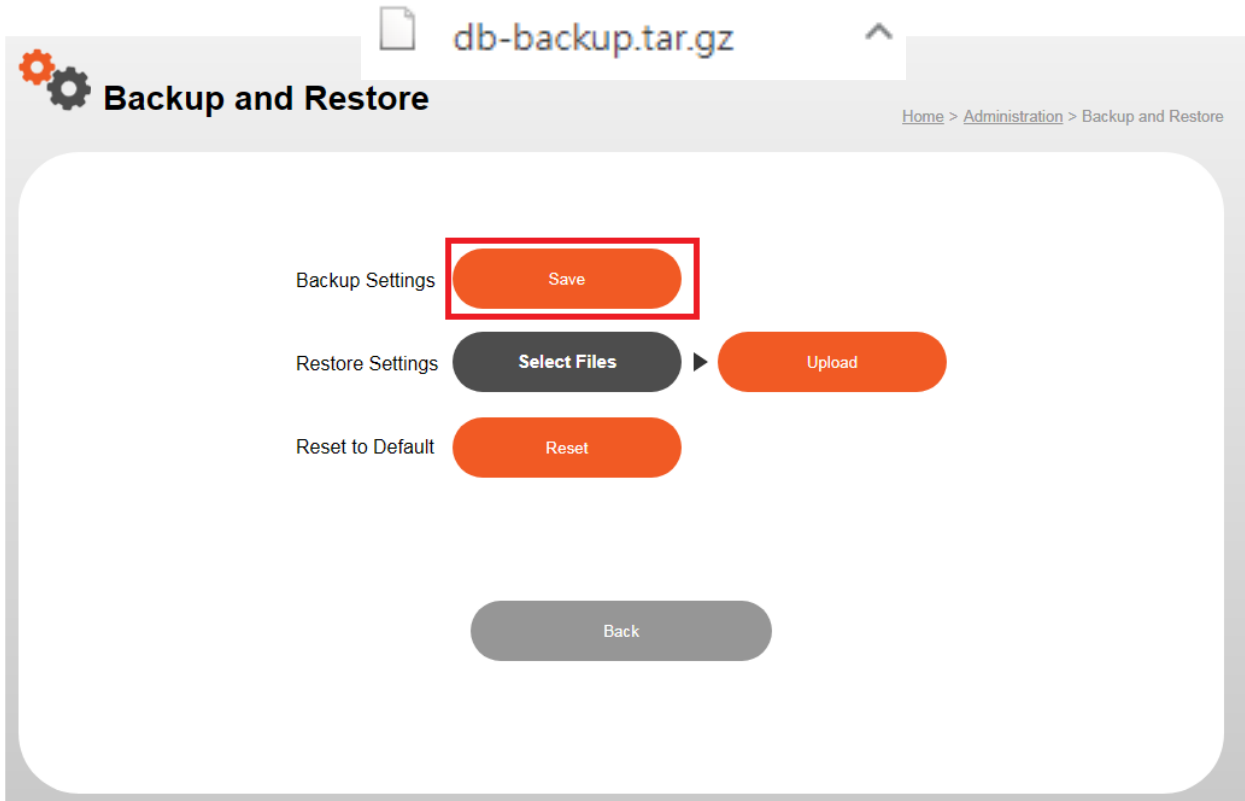 db-backup.tar.gz
Backup and Restore
Home > Administration > Backup and Restore
Backup Settings Save
Restore Settings Select Files Upload
Reset to Default Reset
Back